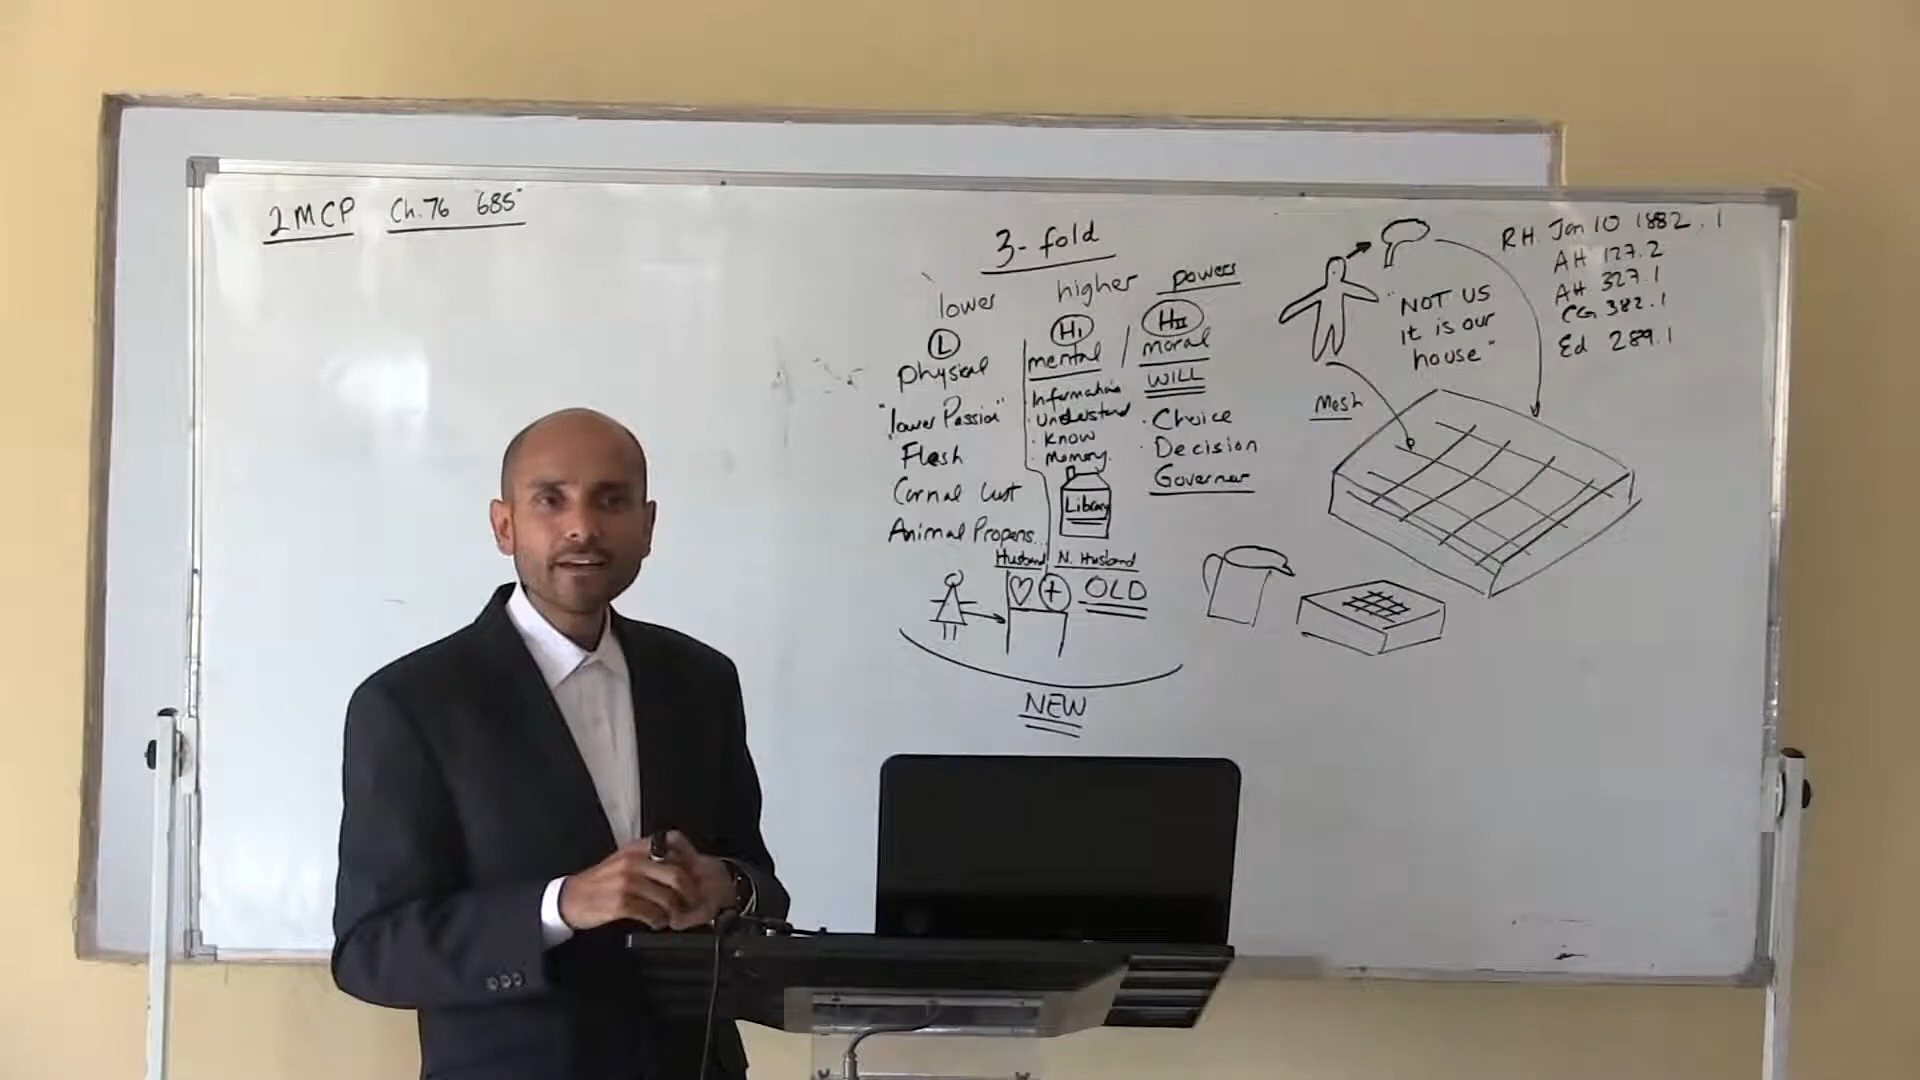 2MCP Ch.76 685
3-fold
lower higher powers
L
Physical
"lower Passion"
Flesh
Carnal Lust
Animal Propens..
H1
mental
Information
Understand
Know
Memory
Library
HII
moral
WILL
Choice
Decision
Governor
Husband N. Husband
OLD
NEW
"NOT US
it is our
house"
Mesh
RH. Jan 10 1882, 1
AH 127.2
AH 327.1
CG 382.1
Ed 289.1